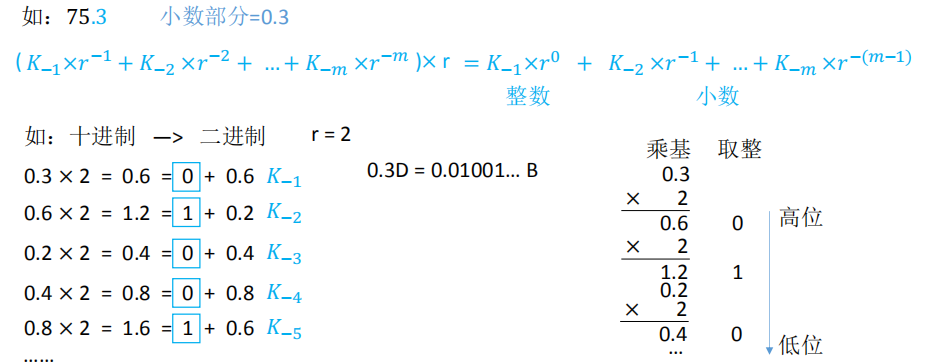 如：75.3 小数部分=0.3
( K₋₁×r⁻¹ + K₋₂ ×r⁻² + …+ K₋ₘ ×r⁻ᵐ )× r = K₋₁×r⁰ + K₋₂ ×r⁻¹ + …+ K₋ₘ ×r⁻⁽ᵐ⁻¹⁾
整数 小数
如：十进制 —> 二进制 r = 2
0.3 × 2 = 0.6 = 0 + 0.6 K₋₁
0.6 × 2 = 1.2 = 1 + 0.2 K₋₂
0.2 × 2 = 0.4 = 0 + 0.4 K₋₃
0.4 × 2 = 0.8 = 0 + 0.8 K₋₄
0.8 × 2 = 1.6 = 1 + 0.6 K₋₅
……
0.3D = 0.01001… B
乘基 取整
0.3
× 2
0.6 0
× 2
1.2 1
0.2
× 2
0.4 0
…
高位
低位